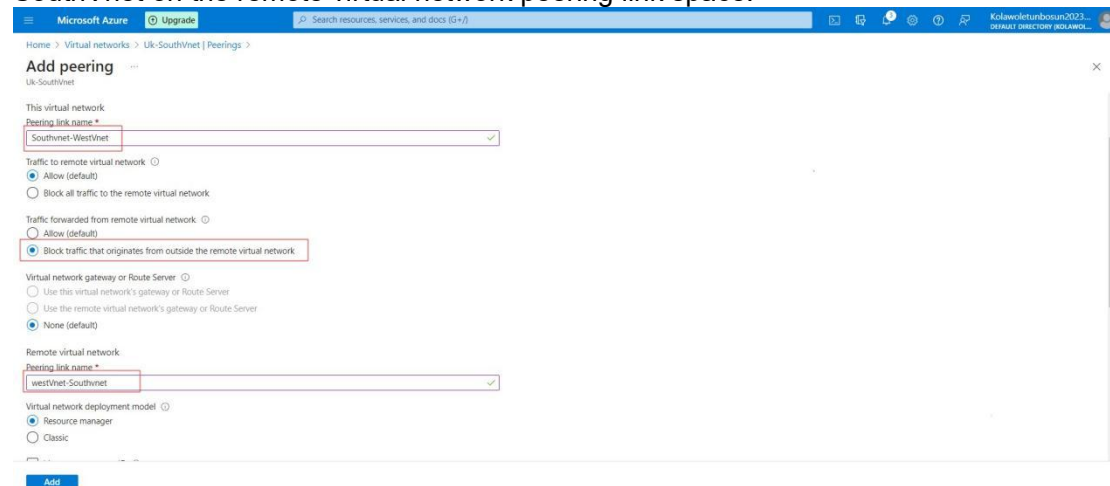 SouthVnet on the remote virtual network peering link space.
Microsoft Azure
Upgrade
Search resources, services, and docs (G+/)
3
Kolawoletunbosun2023...
DEFAULT DIRECTORY (KOLAWOL...
Home > Virtual networks > Uk-SouthVnet | Peerings >
Add peering ...
Uk-SouthVnet
This virtual network
Peering link name *
Southvnet-WestVnet
Traffic to remote virtual network
Allow (default)
Block all traffic to the remote virtual network
Traffic forwarded from remote virtual network
Allow (default)
Block traffic that originates from outside the remote virtual network
Virtual network gateway or Route Server
Use this virtual network's gateway or Route Server
Use the remote virtual network's gateway or Route Server
None (default)
Remote virtual network
Peering link name *
westVnet-Southvnet
Virtual network deployment model
Resource manager
Classic
Add